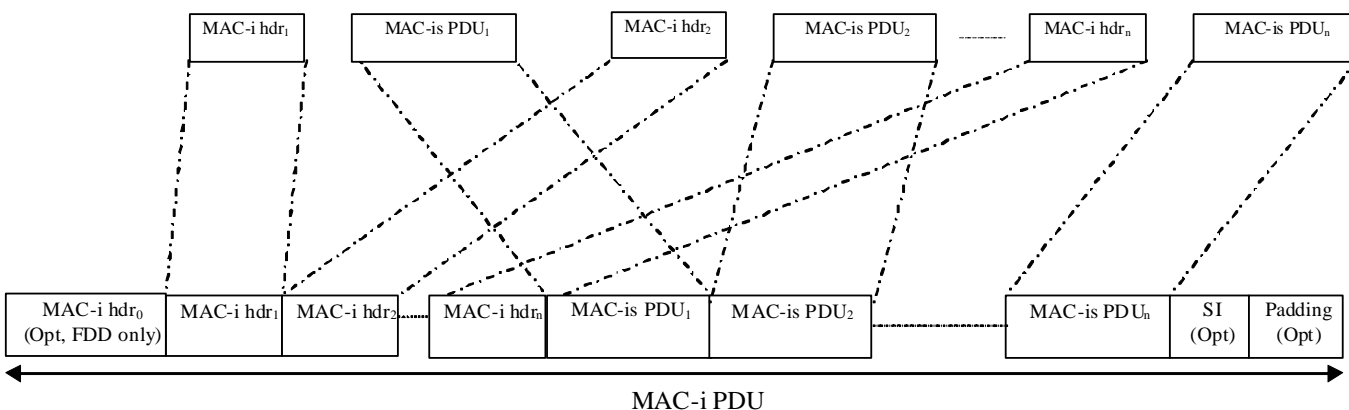 MAC-i hdr₁
MAC-is PDU₁
MAC-i hdr₂
MAC-is PDU₂
MAC-i hdrₙ
MAC-is PDUₙ
MAC-i hdr₀
(Opt, FDD only)
MAC-i hdr₁
MAC-i hdr₂
MAC-i hdrₙ
MAC-is PDU₁
MAC-is PDU₂
MAC-is PDUₙ
SI
(Opt)
Padding
(Opt)
MAC-i PDU